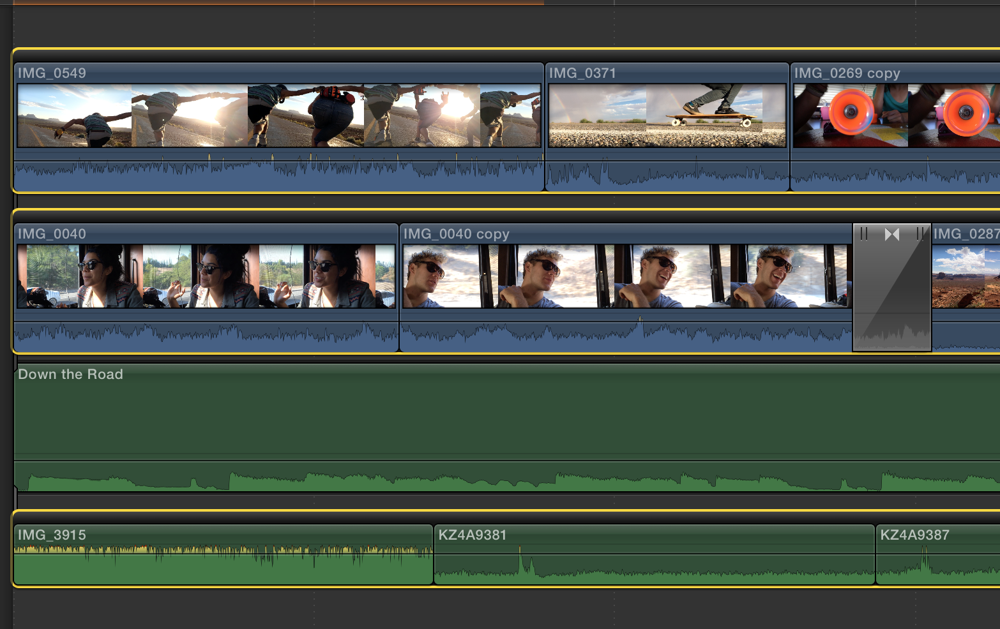 IMG_0549
IMG_0371
IMG_0269 copy
IMG_0040
IMG_0040 copy
IMG_0287
Down the Road
IMG_3915
KZ4A9381
KZ4A9387